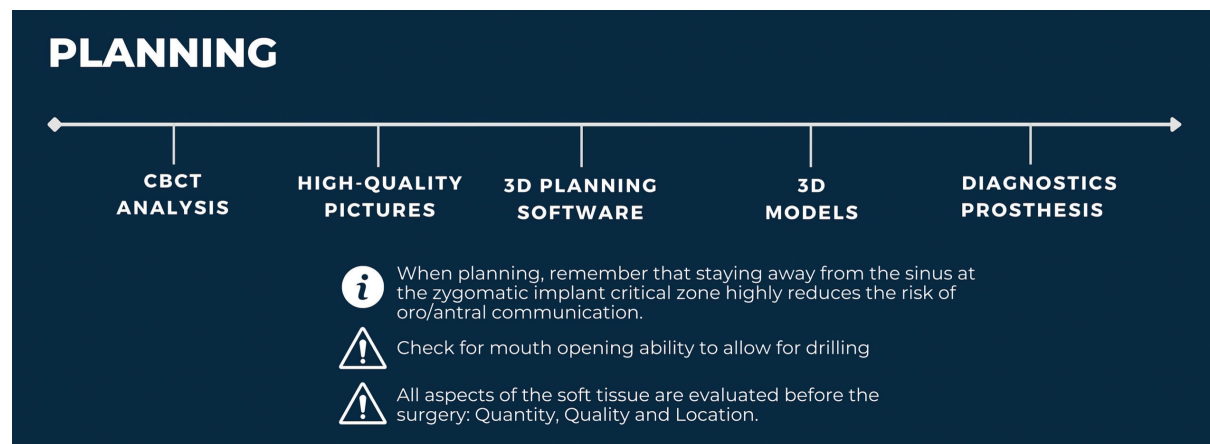 PLANNING
CBCT
ANALYSIS
HIGH-QUALITY
PICTURES
3D PLANNING
SOFTWARE
3D
MODELS
DIAGNOSTICS
PROSTHESIS
When planning, remember that staying away from the sinus at
the zygomatic implant critical zone highly reduces the risk of
oro/antral communication.
Check for mouth opening ability to allow for drilling
All aspects of the soft tissue are evaluated before the
surgery: Quantity, Quality and Location.